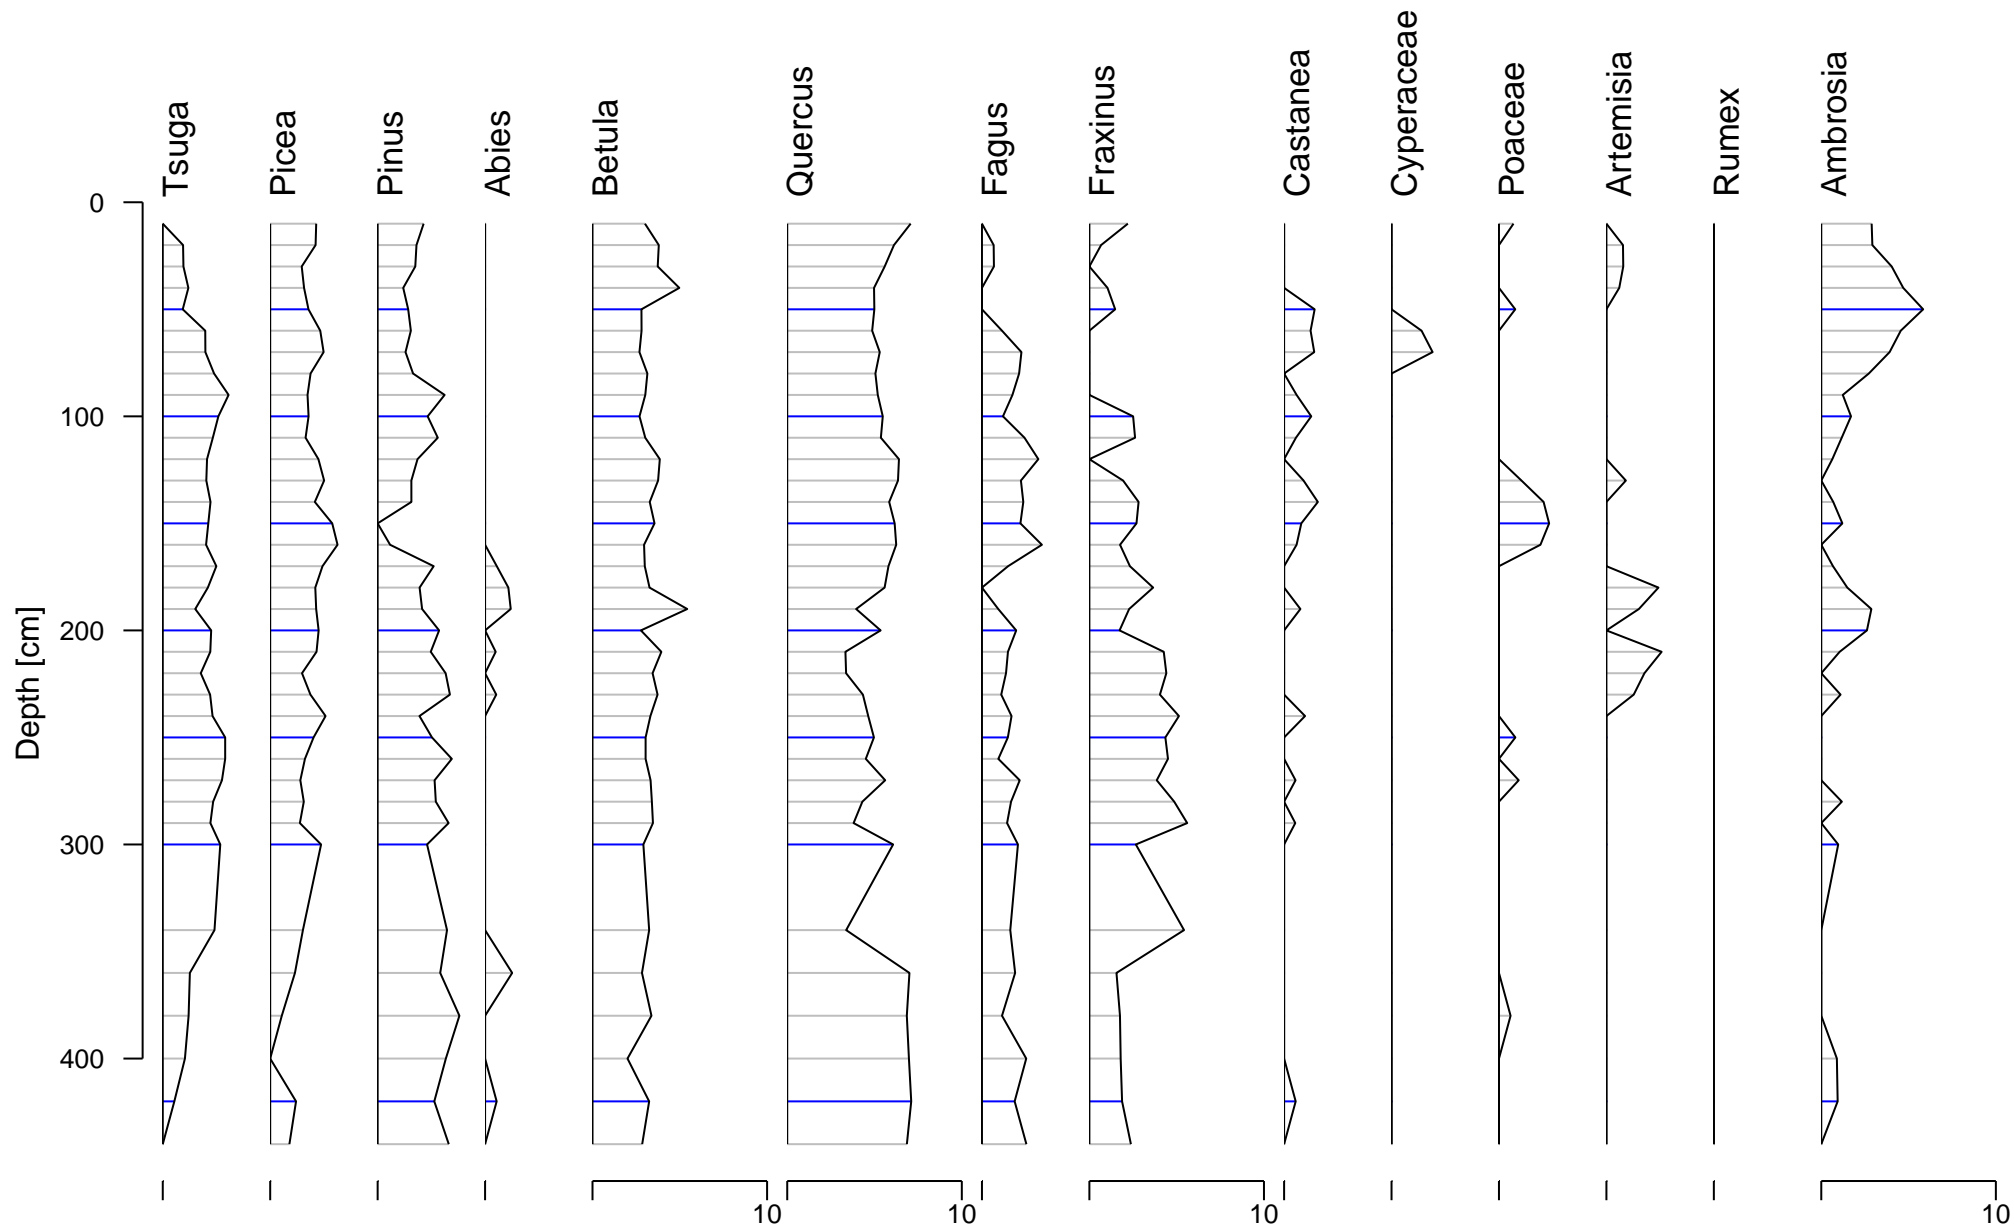 Tsuga
Picea
Pinus
Abies
Betula
Quercus
Fagus
Fraxinus
Castanea
Cyperaceae
Poaceae
Artemisia
Rumex
Ambrosia
Depth [cm]
0
100
200
300
400
10
10
10
10